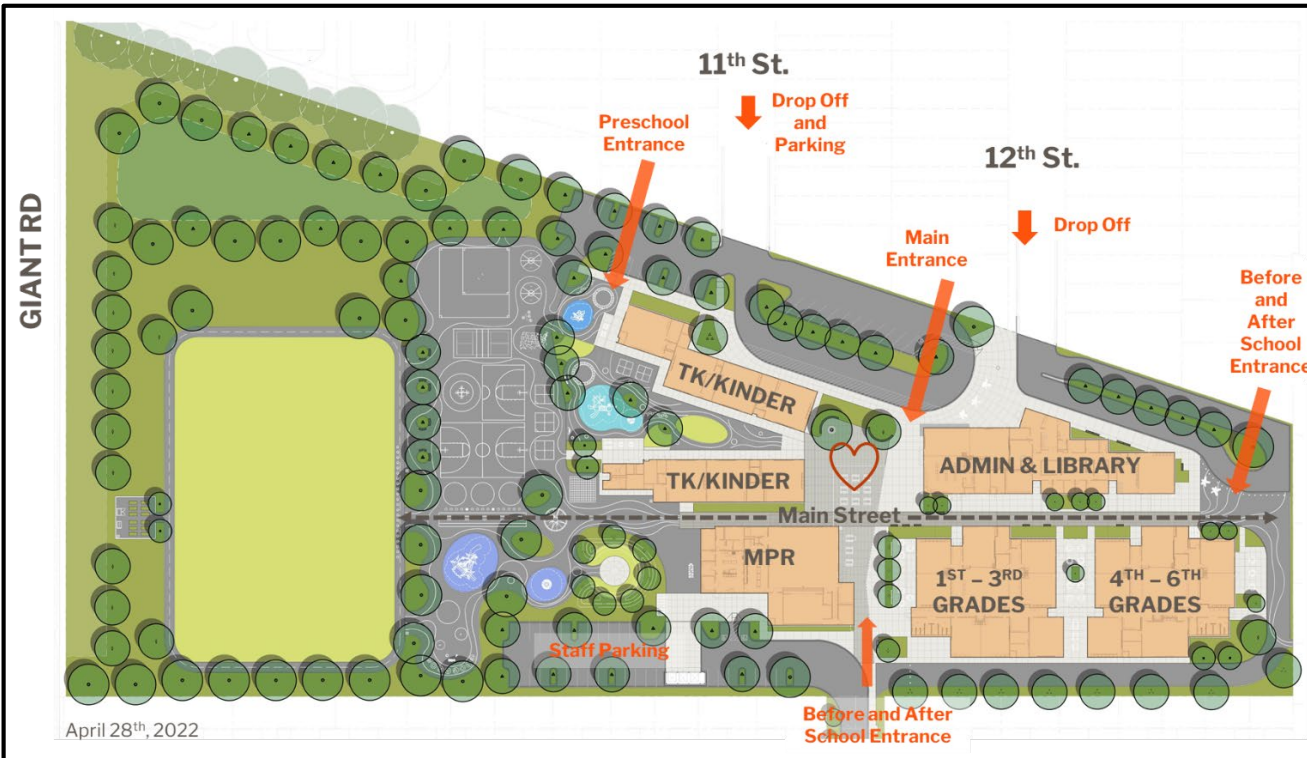 11th St.
Drop Off
and
Parking
Preschool
Entrance
12th St.
Drop Off
Main
Entrance
Before
and
After
School
Entrance
GIANT RD
TK/KINDER
ADMIN & LIBRARY
TK/KINDER
Main Street
MPR
1ST – 3RD
GRADES
4TH – 6TH
GRADES
Staff Parking
Before and After
School Entrance
April 28th, 2022